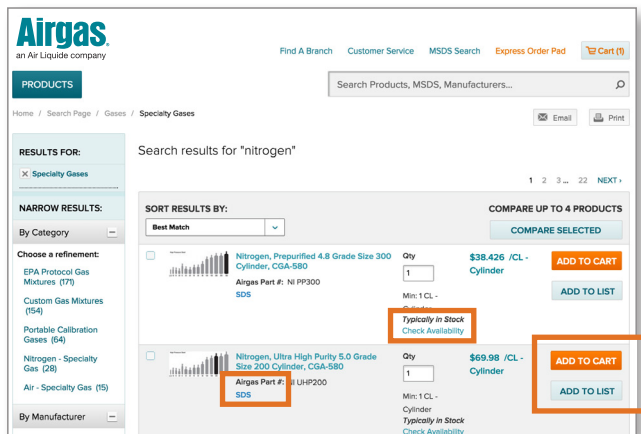 Airgas®
an Air Liquide company
Find A Branch Customer Service MSDS Search Express Order Pad Cart (1)
PRODUCTS
Search Products, MSDS, Manufacturers...
Home / Search Page / Gases / Specialty Gases
Email Print
RESULTS FOR:
X Specialty Gases
NARROW RESULTS:
By Category
Choose a refinement:
EPA Protocol Gas
Mixtures (171)
Custom Gas Mixtures
(154)
Portable Calibration
Gases (64)
Nitrogen - Specialty
Gas (28)
Air - Specialty Gas (15)
By Manufacturer
Search results for "nitrogen"
1 2 3 ... 22 NEXT ›
SORT RESULTS BY:
Best Match
COMPARE UP TO 4 PRODUCTS
COMPARE SELECTED
Nitrogen, Prepurified 4.8 Grade Size 300
Cylinder, CGA-580
Airgas Part #: NI PP300
SDS
Qty
1
Min: 1 CL -
Cylinder
Typically in Stock
Check Availability
$38.426 /CL -
Cylinder
ADD TO CART
ADD TO LIST
Nitrogen, Ultra High Purity 5.0 Grade
Size 200 Cylinder, CGA-580
Airgas Part #: NI UHP200
SDS
Qty
1
Min: 1 CL -
Cylinder
Typically in Stock
Check Availability
$69.98 /CL -
Cylinder
ADD TO CART
ADD TO LIST